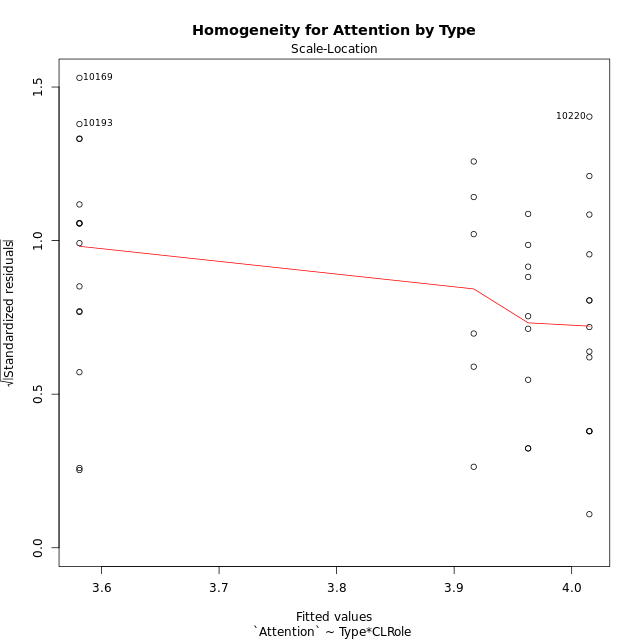 Homogeneity for Attention by Type
Scale-Location
10169
10193
10220
√|Standardized residuals|
1.5
1.0
0.5
0.0
3.6 3.7 3.8 3.9 4.0
Fitted values
`Attention` ~ Type*CLRole